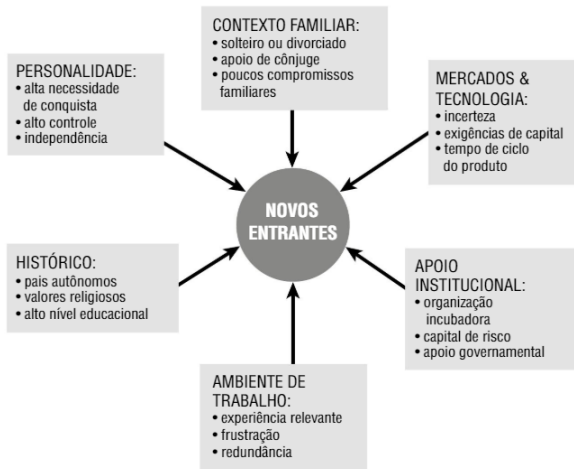 CONTEXTO FAMILIAR:
• solteiro ou divorciado
• apoio de cônjuge
• poucos compromissos
familiares
PERSONALIDADE:
• alta necessidade
de conquista
• alto controle
• independência
MERCADOS &
TECNOLOGIA:
• incerteza
• exigências de capital
• tempo de ciclo
do produto
NOVOS
ENTRANTES
HISTÓRICO:
• pais autônomos
• valores religiosos
• alto nível educacional
APOIO
INSTITUCIONAL:
• organização
incubadora
• capital de risco
• apoio governamental
AMBIENTE DE
TRABALHO:
• experiência relevante
• frustração
• redundância